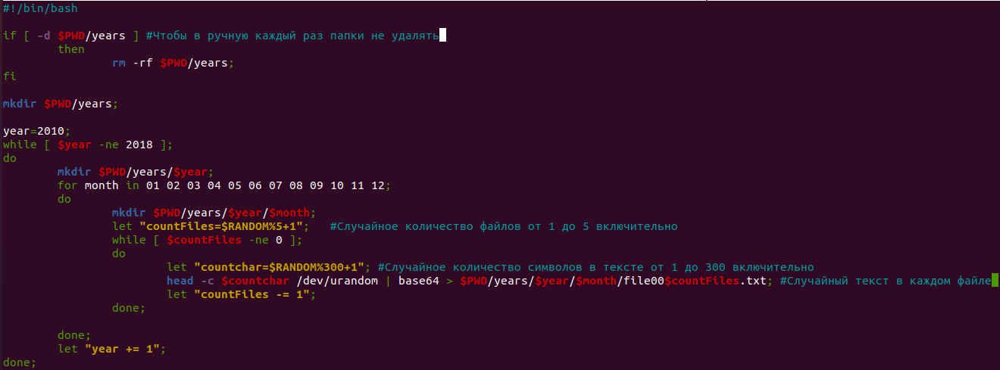 #!/bin/bash
if [ -d $PWD/years ] #Чтобы в ручную каждый раз папки не удалять
then
rm -rf $PWD/years;
fi
mkdir $PWD/years;
year=2010;
while [ $year -ne 2018 ];
do
mkdir $PWD/years/$year;
for month in 01 02 03 04 05 06 07 08 09 10 11 12;
do
mkdir $PWD/years/$year/$month;
let "countFiles=$RANDOM%5+1"; #Случайное количество файлов от 1 до 5 включительно
while [ $countFiles -ne 0 ];
do
let "countchar=$RANDOM%300+1"; #Случайное количество символов в тексте от 1 до 300 включительно
head -c $countchar /dev/urandom | base64 > $PWD/years/$year/$month/file00$countFiles.txt; #Случайный текст в каждом файле
let "countFiles -= 1";
done;
done;
let "year += 1";
done;